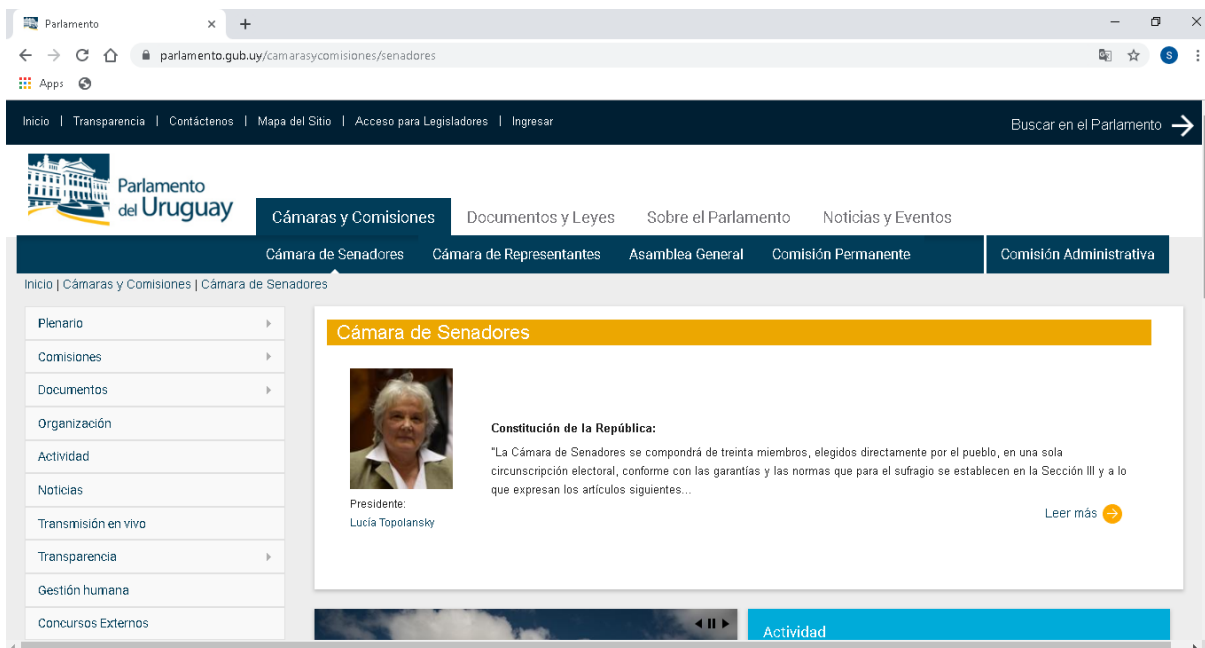 Parlamento
parlamento.gub.uy/camarasycomisiones/senadores
S
Apps
Inicio | Transparencia | Contáctenos | Mapa del Sitio | Acceso para Legisladores | Ingresar
Buscar en el Parlamento
Parlamento
del Uruguay
Cámaras y Comisiones Documentos y Leyes Sobre el Parlamento Noticias y Eventos
Cámara de Senadores Cámara de Representantes Asamblea General Comisión Permanente Comisión Administrativa
Inicio | Cámaras y Comisiones | Cámara de Senadores
Plenario
Comisiones
Documentos
Organización
Actividad
Noticias
Transmisión en vivo
Transparencia
Gestión humana
Concursos Externos
Cámara de Senadores
Presidente:
Lucía Topolansky
Constitución de la República:
"La Cámara de Senadores se compondrá de treinta miembros, elegidos directamente por el pueblo, en una sola
circunscripción electoral, conforme con las garantías y las normas que para el sufragio se establecen en la Sección III y a lo
que expresan los artículos siguientes...
Leer más
Actividad